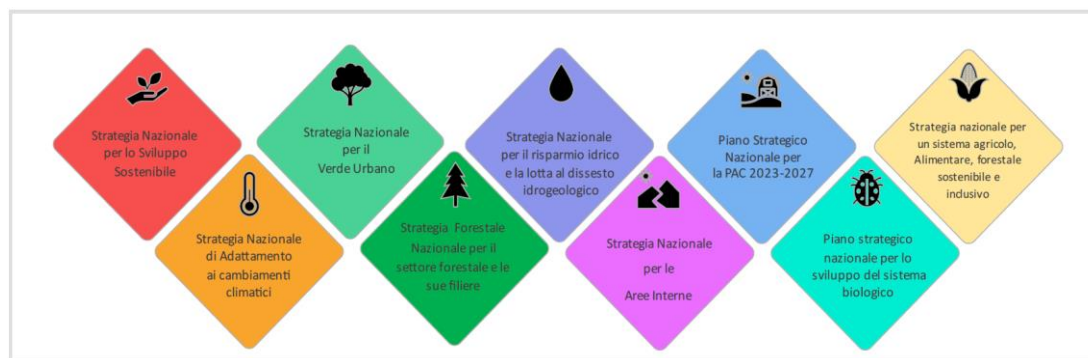 Strategia Nazionale
per lo Sviluppo
Sostenibile
Strategia Nazionale
di Adattamento
ai cambiamenti
climatici
Strategia Nazionale
per il
Verde Urbano
Strategia Forestale
Nazionale per il
settore forestale e le
sue filiere
Strategia Nazionale
per il risparmio idrico
e la lotta al dissesto
idrogeologico
Strategia Nazionale
per le
Aree Interne
Piano Strategico
Nazionale per
la PAC 2023-2027
Piano strategico
nazionale per lo
sviluppo del sistema
biologico
Strategia nazionale per
un sistema agricolo,
Alimentare, forestale
sostenibile e
inclusivo